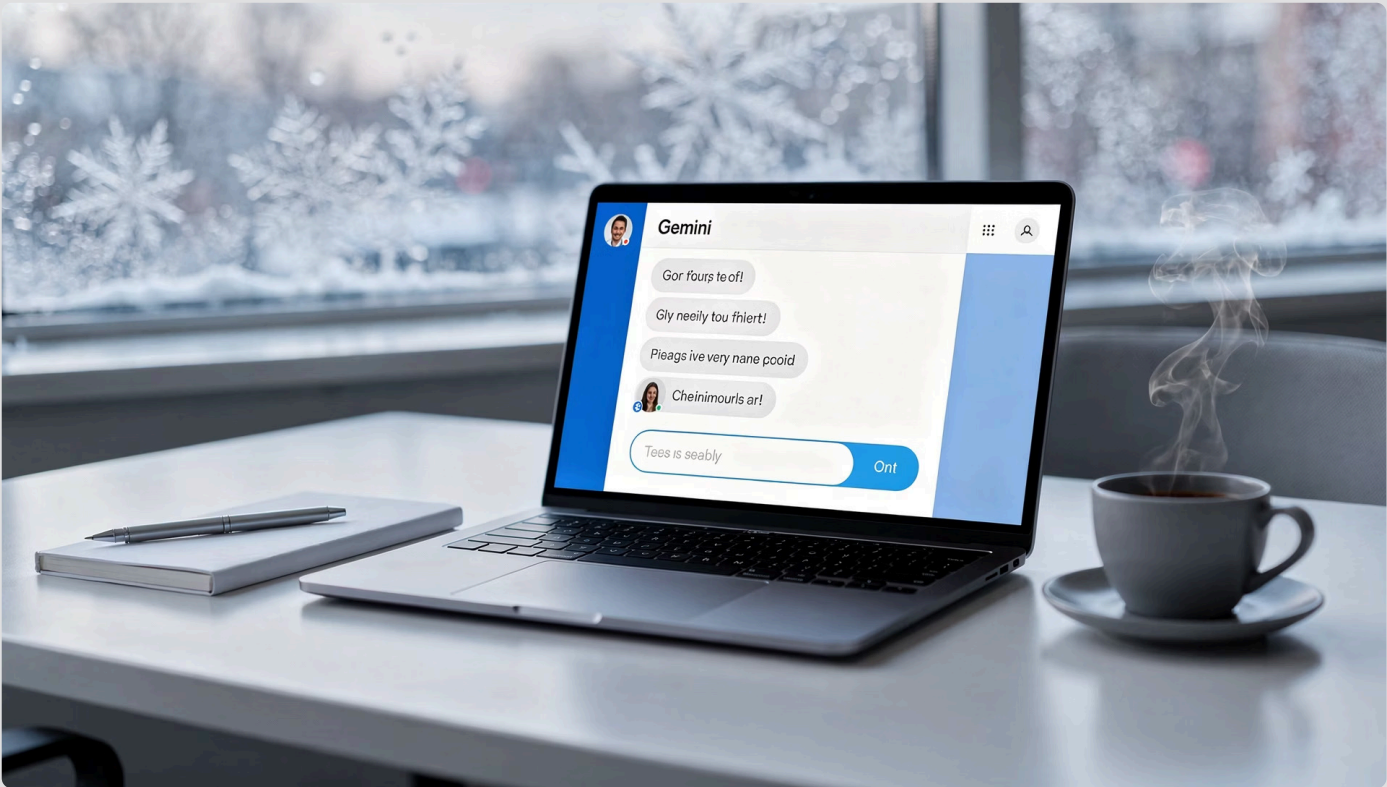 Gemini
Gor fours te of!
Gly neeily tou fhlert!
Pieags ive very nane pooid
Cheinimourls ar!
Tees is seably
Ont